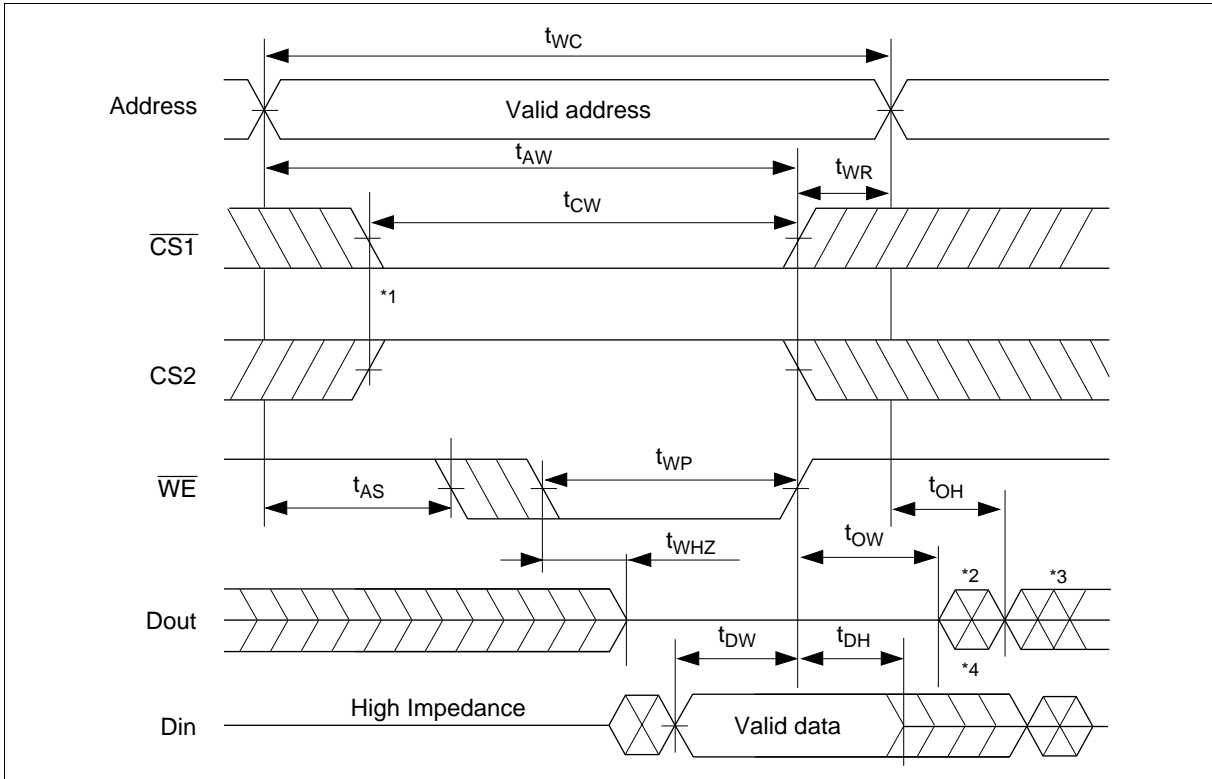 tWC
Address
Valid address
tAW
tWR
tCW
CS1
*1
CS2
WE
tWP
tAS
tOH
tWHZ
tOW
*2
*3
Dout
tDW
tDH
*4
High Impedance
Din
Valid data